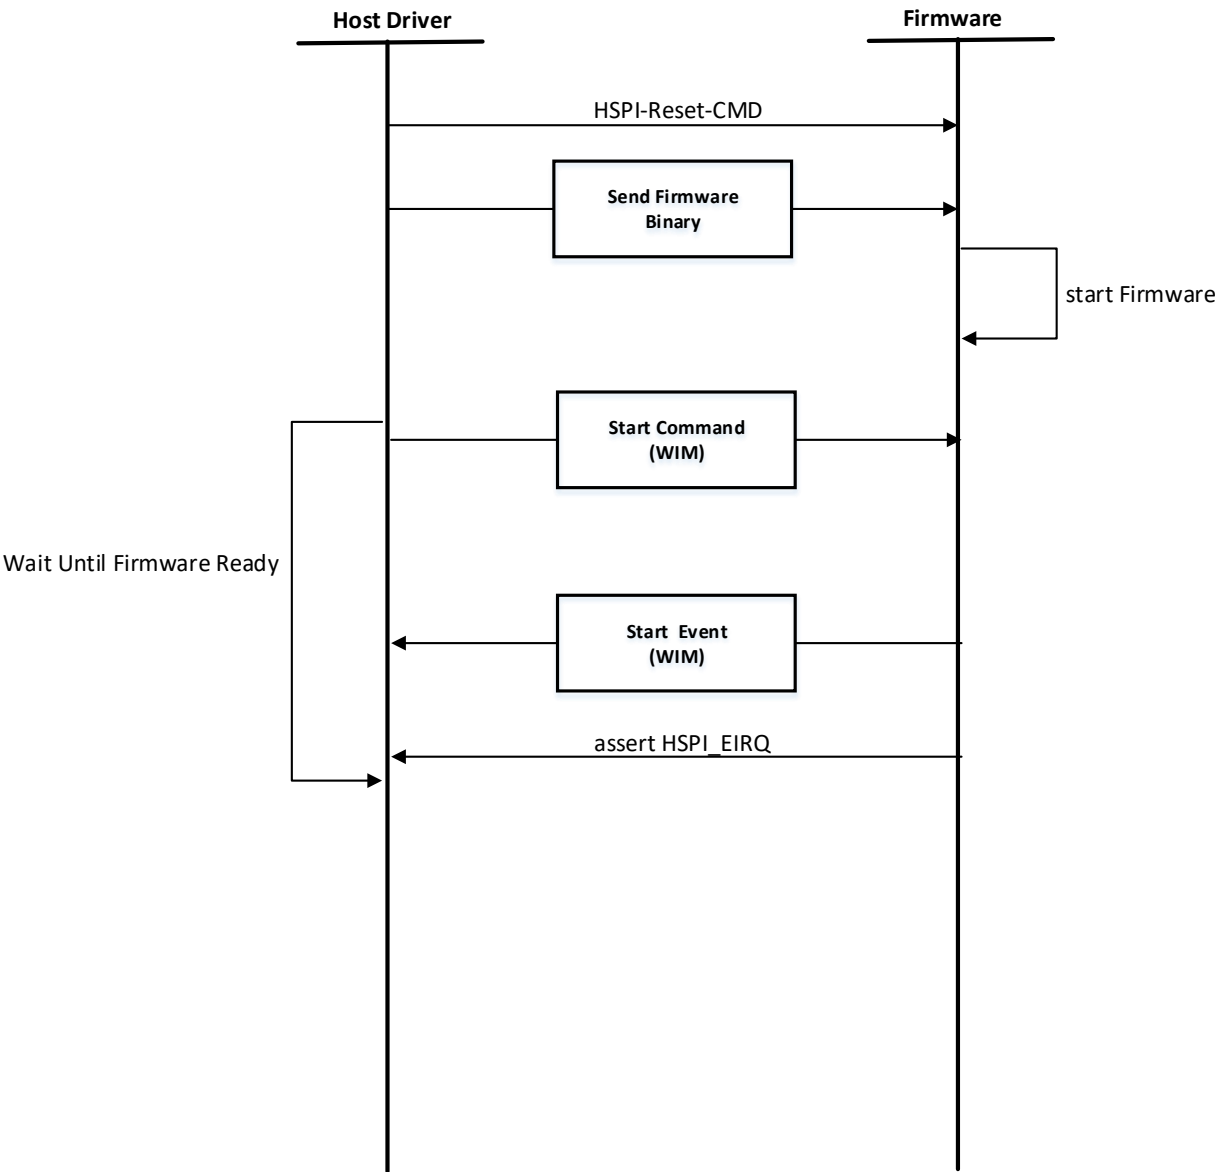 Host Driver
Firmware
HSPI-Reset-CMD
Send Firmware
Binary
start Firmware
Start Command
(WIM)
Wait Until Firmware Ready
Start Event
(WIM)
assert HSPI_EIRQ